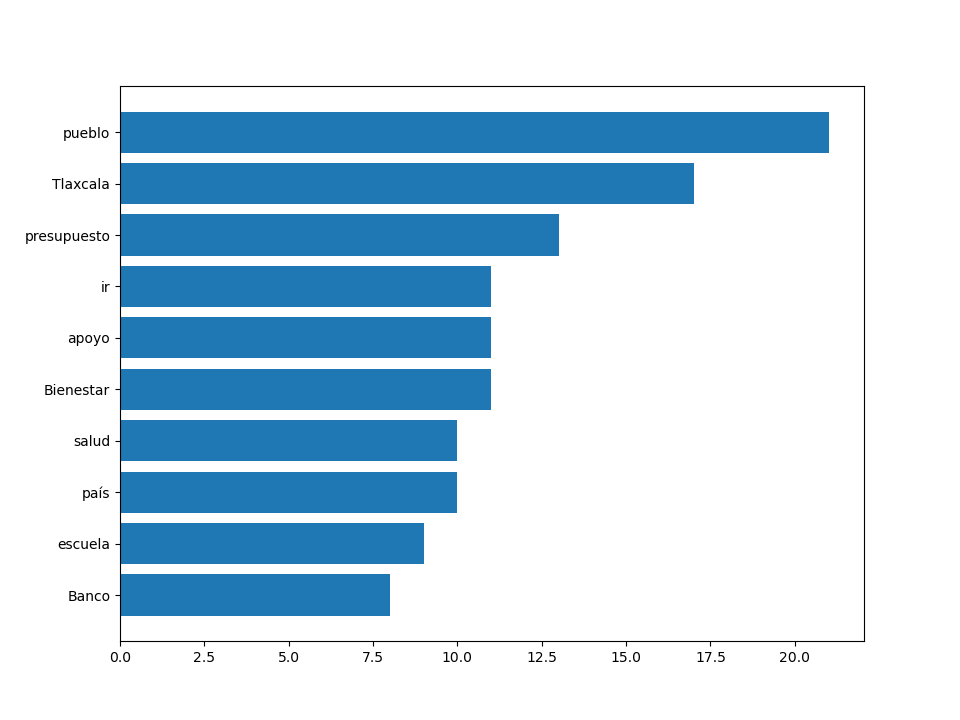 pueblo
Tlaxcala
presupuesto
ir
apoyo
Bienestar
salud
país
escuela
Banco
0.0 2.5 5.0 7.5 10.0 12.5 15.0 17.5 20.0